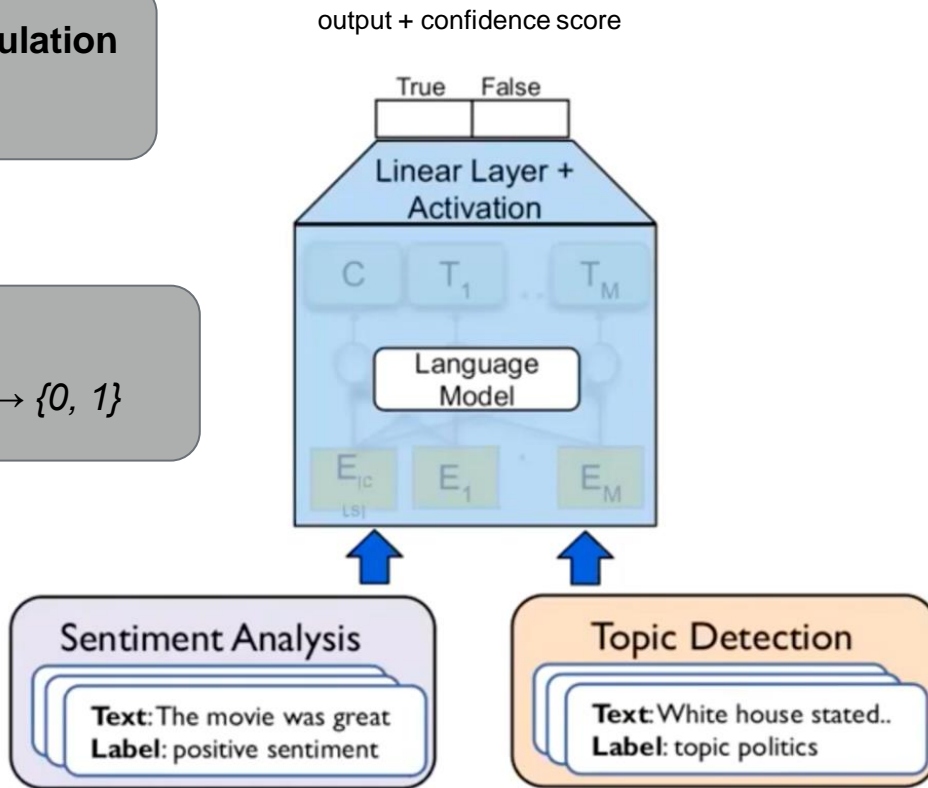 output + confidence score
ulation
→ {0, 1}
True False
Linear Layer +
Activation
C T1 .. TM
Language
Model
E[C E1 . EM
LS]
Sentiment Analysis
Text: The movie was great
Label: positive sentiment
Topic Detection
Text: White house stated..
Label: topic politics